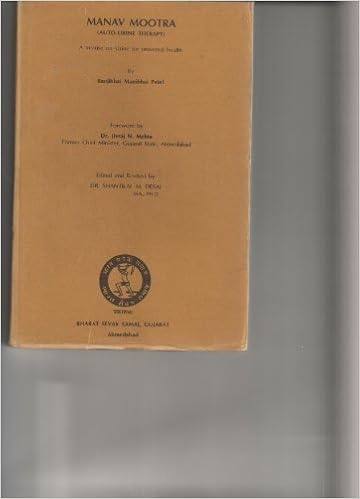 MANAV MOOTRA
(AUTO-URINE THERAPY)
A treatise on urine for universal health
By
Raojibhai Manibhai Patel
Foreword by
Dr. Jivraj N. Mehta
Former Chief Minister, Gujarat State, Ahmedabad
Edited and Revised by
DR. SHANTILAL M. DESAI
M.A., PH.D.
BHARAT SEVAK SAMAJ, GUJARAT
Ahmedabad